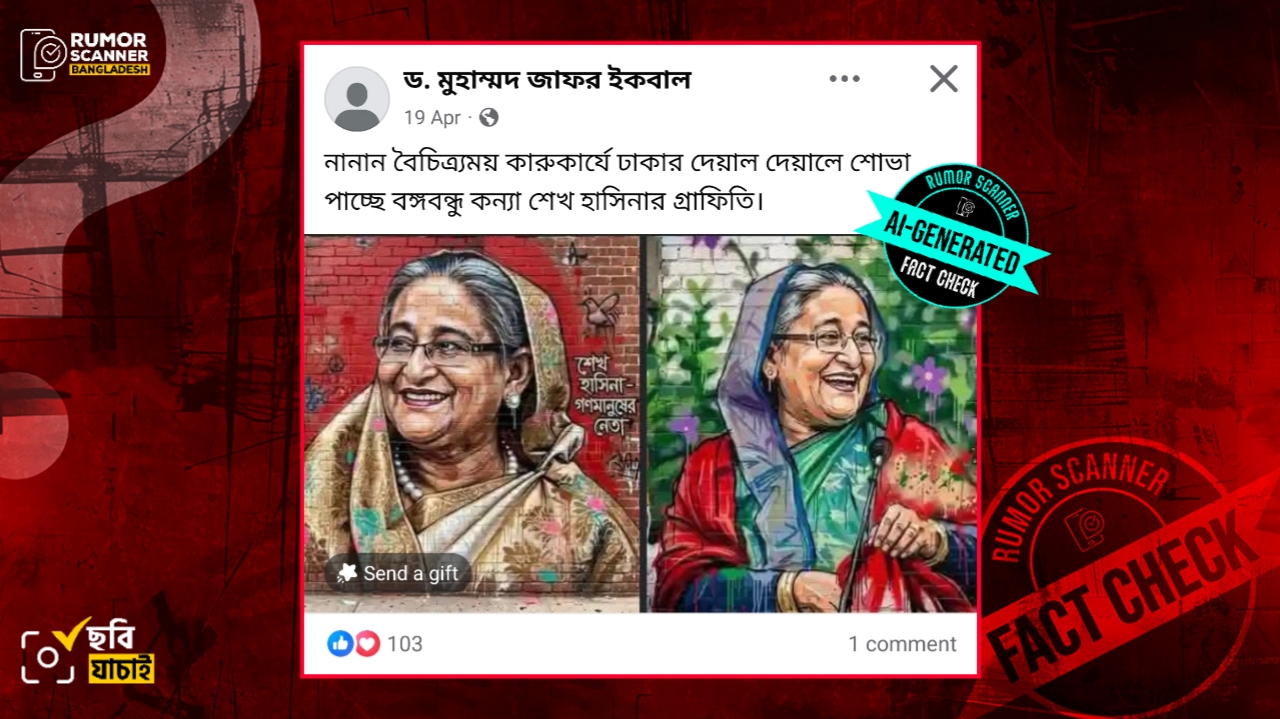 RUMOR
SCANNER
BANGLADESH
ড. মুহাম্মদ জাফর ইকবাল
19 Apr ·
নানান বৈচিত্র্যময় কারুকার্যে ঢাকার দেয়াল দেয়ালে শোভা
পাচ্ছে বঙ্গবন্ধু কন্যা শেখ হাসিনার গ্রাফিতি।
RUMOR SCANNER
AI-GENERATED
FACT CHECK
শেখ
হাসিনা-
গণমানুষের
নেতা
Send a gift
103
1 comment
RUMOR SCANNER
FACT CHECK
ছবি
যাচাই